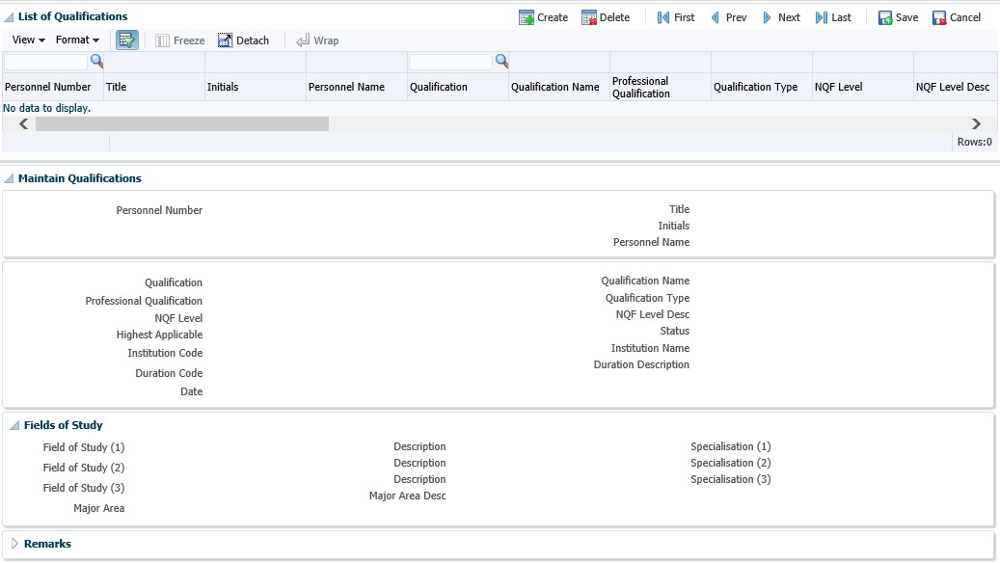 List of Qualifications Create Delete First Prev Next Last Save Cancel
View Format Freeze Detach Wrap
Personnel Number Title Initials Personnel Name Qualification Qualification Name Professional Qualification Qualification Type NQF Level NQF Level Desc
No data to display.
Rows:0
Maintain Qualifications
Personnel Number Title
Initials
Personnel Name
Qualification Qualification Name
Professional Qualification Qualification Type
NQF Level NQF Level Desc
Highest Applicable Status
Institution Code Institution Name
Duration Code Duration Description
Date
Fields of Study
Field of Study (1) Description Specialisation (1)
Field of Study (2) Description Specialisation (2)
Field of Study (3) Description Specialisation (3)
Major Area Major Area Desc
Remarks